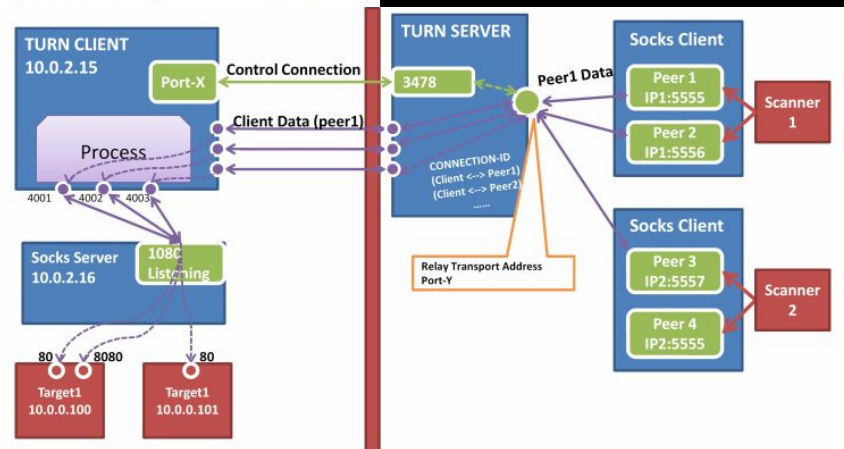 TURN CLIENT
10.0.2.15
Port-X
Control Connection
TURN SERVER
3478
Peer1 Data
Socks Client
Peer 1
IP1:5555
Peer 2
IP1:5556
Scanner
1
Client Data (peer1)
Process
CONNECTION-ID
(Client <--> Peer1)
(Client <--> Peer2)
......
4001
4002
4003
Socks Server
10.0.2.16
108C
Listening
Relay Transport Address
Port-Y
Socks Client
Peer 3
IP2:5557
Peer 4
IP2:5555
Scanner
2
80
8080
80
Target1
10.0.0.100
Target1
10.0.0.101